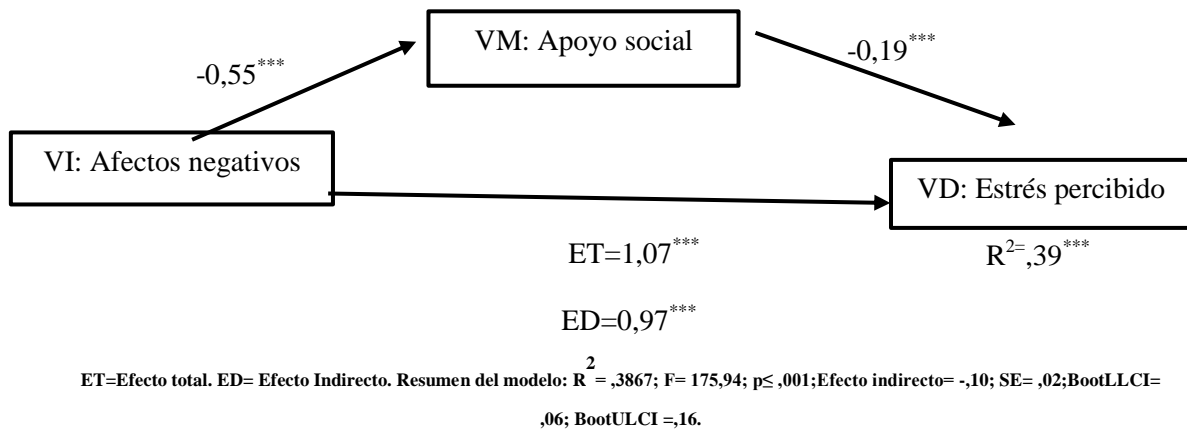 VM: Apoyo social
-0,55***
-0,19***
VI: Afectos negativos
VD: Estrés percibido
ET=1,07***
R²⁼,39***
ED=0,97***
ET=Efecto total. ED= Efecto Indirecto. Resumen del modelo: R²= ,3867; F= 175,94; p≤ ,001;Efecto indirecto= -,10; SE= ,02;BootLLCI=
,06; BootULCI =,16.